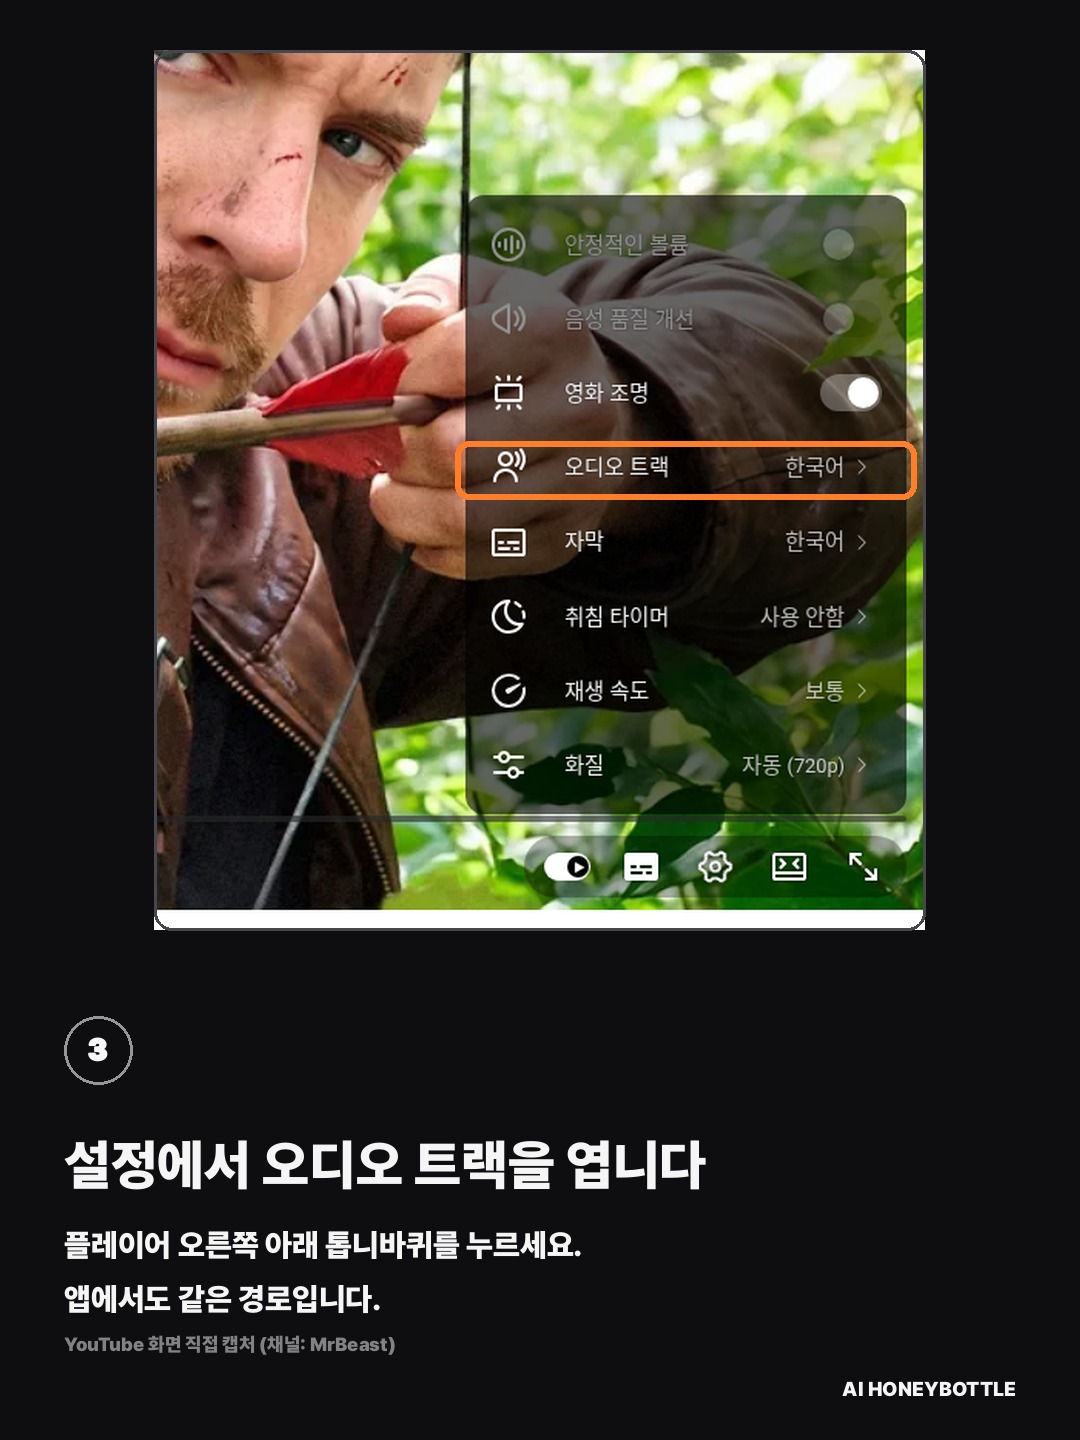 안정적인 볼륨
음성 품질 개선
영화 조명
오디오 트랙 한국어
자막 한국어
취침 타이머 사용 안함
재생 속도 보통
화질 자동 (720p)
3
설정에서 오디오 트랙을 엽니다
플레이어 오른쪽 아래 톱니바퀴를 누르세요.
앱에서도 같은 경로입니다.
YouTube 화면 직접 캡처 (채널: MrBeast)
AI HONEYBOTTLE